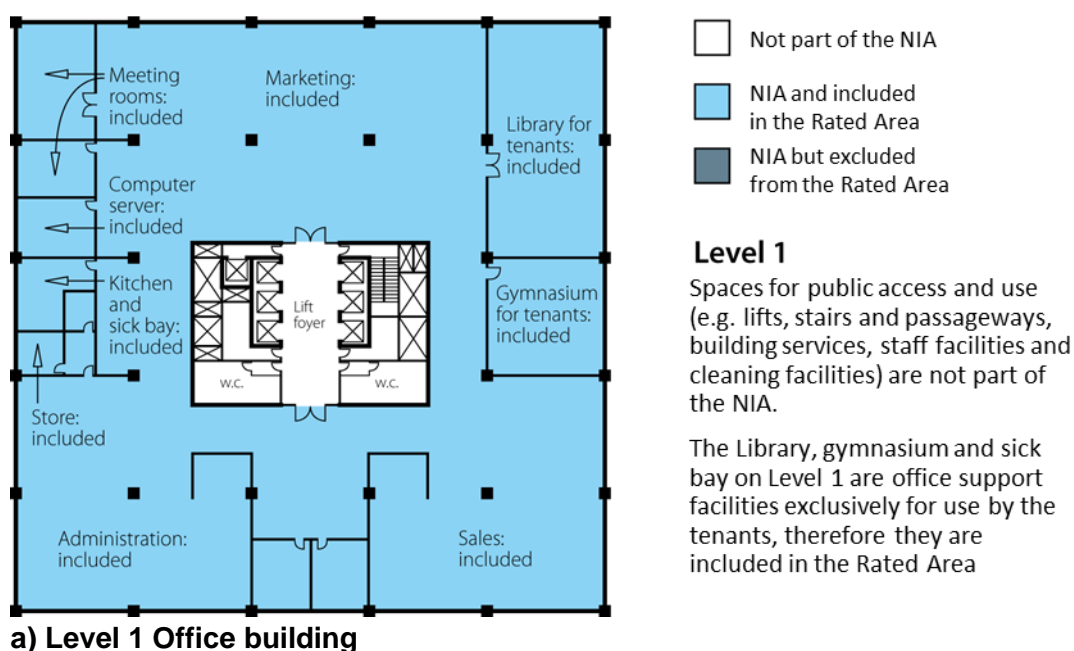 Meeting
rooms:
included
Marketing:
included
Library for
tenants:
included
Computer
server:
included
Kitchen
and
sick bay:
included
Lift
foyer
Gymnasium
for tenants:
included
w.c.
w.c.
Store:
included
Administration:
included
Sales:
included
a) Level 1 Office building
Not part of the NIA
NIA and included
in the Rated Area
NIA but excluded
from the Rated Area
Level 1
Spaces for public access and use
(e.g. lifts, stairs and passageways,
building services, staff facilities and
cleaning facilities) are not part of
the NIA.
The Library, gymnasium and sick
bay on Level 1 are office support
facilities exclusively for use by the
tenants, therefore they are
included in the Rated Area